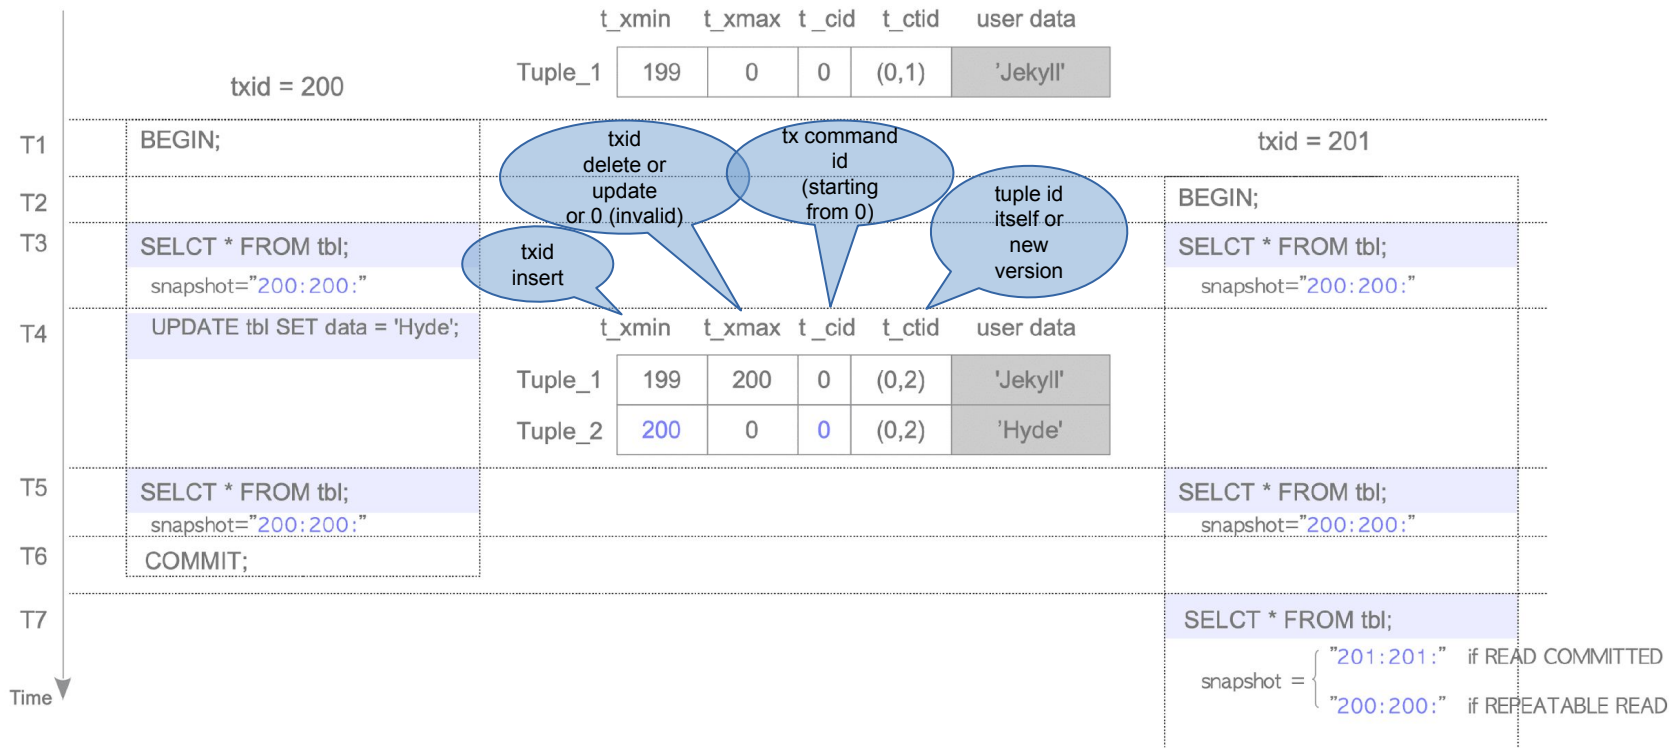 t_xmin t_xmax t _cid t_ctid user data
Tuple_1 199 0 0 (0,1) 'Jekyll'
txid = 200
T1 BEGIN;
txid
delete or
update
or 0 (invalid)
tx command
id
(starting
from 0)
txid = 201
tuple id
itself or
new
version
T2 BEGIN;
T3 SELCT * FROM tbl; SELCT * FROM tbl;
txid
insert
snapshot="200:200:" snapshot="200:200:"
T4 UPDATE tbl SET data = 'Hyde';
t_xmin t_xmax t _cid t_ctid user data
Tuple_1 199 200 0 (0,2) 'Jekyll'
Tuple_2 200 0 0 (0,2) 'Hyde'
T5 SELCT * FROM tbl; SELCT * FROM tbl;
snapshot="200:200:" snapshot="200:200:"
T6 COMMIT;
T7 SELCT * FROM tbl;
"201:201:" if READ COMMITTED
snapshot =
"200:200:" if REPEATABLE READ
Time